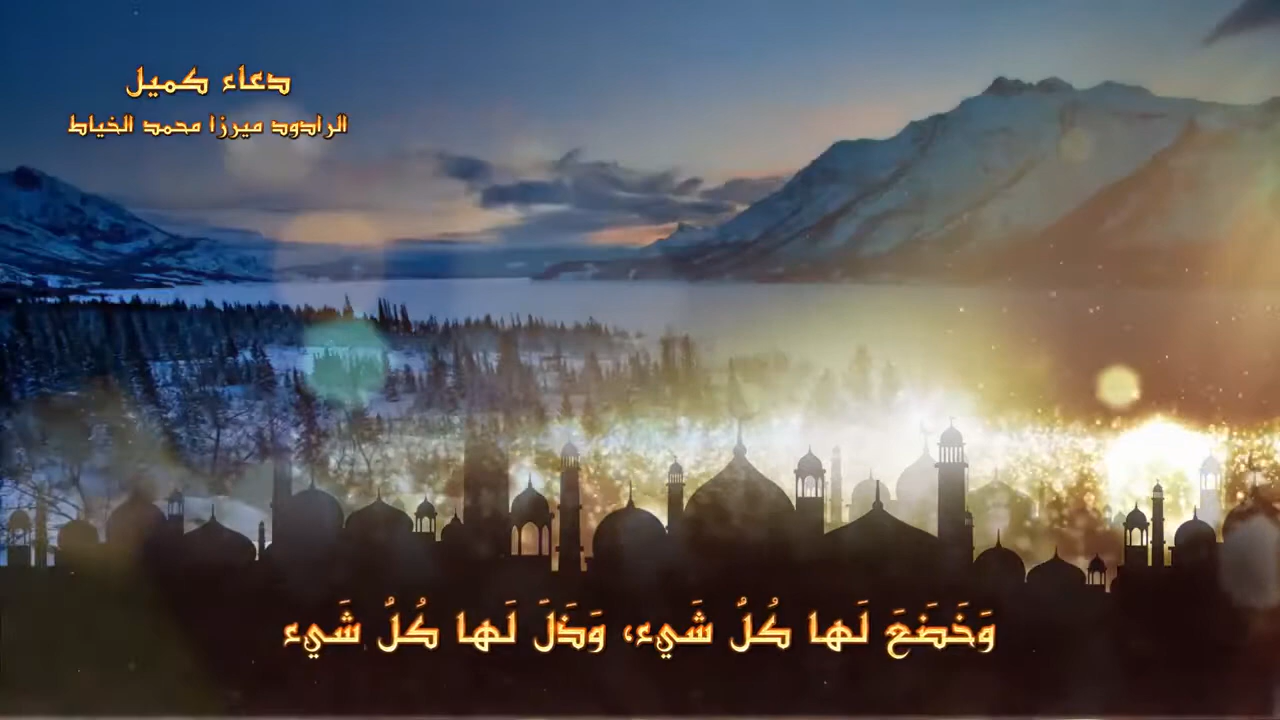 دعاء كميل
الرادود ميرزا محمد الخياط
وَخَضَعَ لَها كُلُ شَيء، وَذَلَ لَها كُلُ شَيء